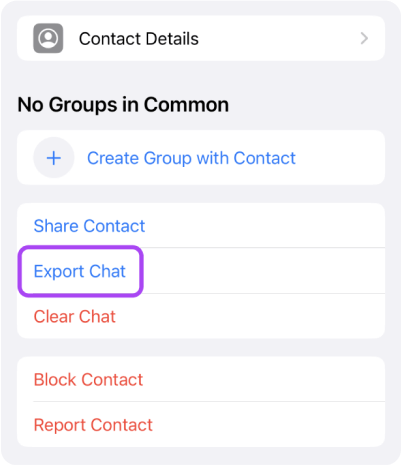 Contact Details
No Groups in Common
Create Group with Contact
Share Contact
Export Chat
Clear Chat
Block Contact
Report Contact